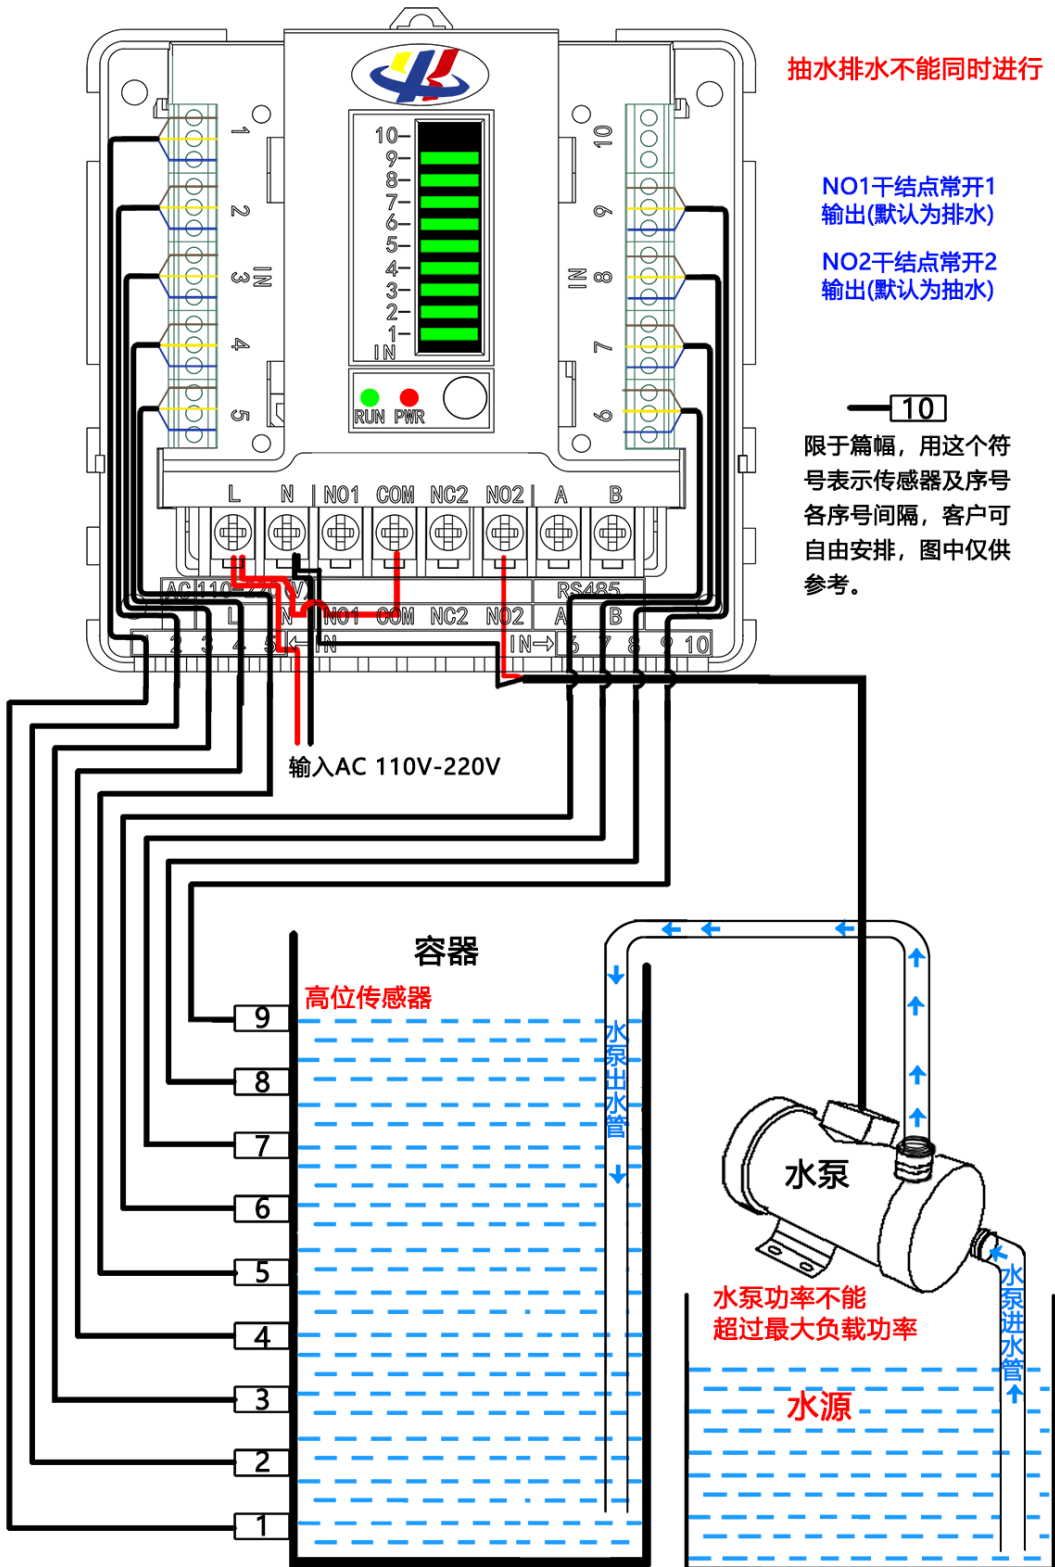 抽水排水不能同时进行
NO1干结点常开1
输出(默认为排水)
NO2干结点常开2
输出(默认为抽水)
10
限于篇幅，用这个符
号表示传感器及序号
各序号间隔，客户可
自由安排，图中仅供
参考。
1
2
3
4
5
IN
10-
9-
8-
7-
6-
5-
4-
3-
2-
1-
IN
RUN PWR
10
9
8
7
6
IN
L N NO1 COM NC2 NO2 A B
AC 110-22 V RS485
L N NO1 COM NC2 NO2 A B
2 3 4 5 ←IN IN→ 6 7 8 9 10
输入AC 110V-220V
容器
高位传感器
9
8
7
6
5
4
3
2
1
水泵出水管
水泵
水泵功率不能
超过最大负载功率
水泵进水管
水源